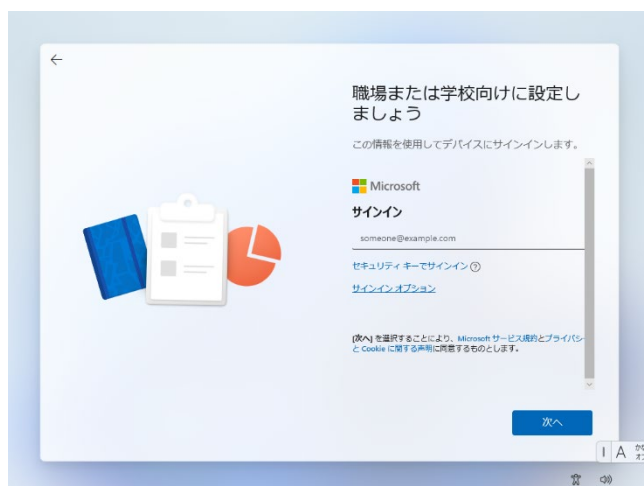 職場または学校向けに設定し
ましょう
この情報を使用してデバイスにサインインします。
Microsoft
サインイン
someone@example.com
セキュリティ キーでサインイン
サインイン オプション
[次へ] を選択することにより、Microsoft サービス規約とプライバシー
と Cookie に関する声明に同意するものとします。
次へ
A